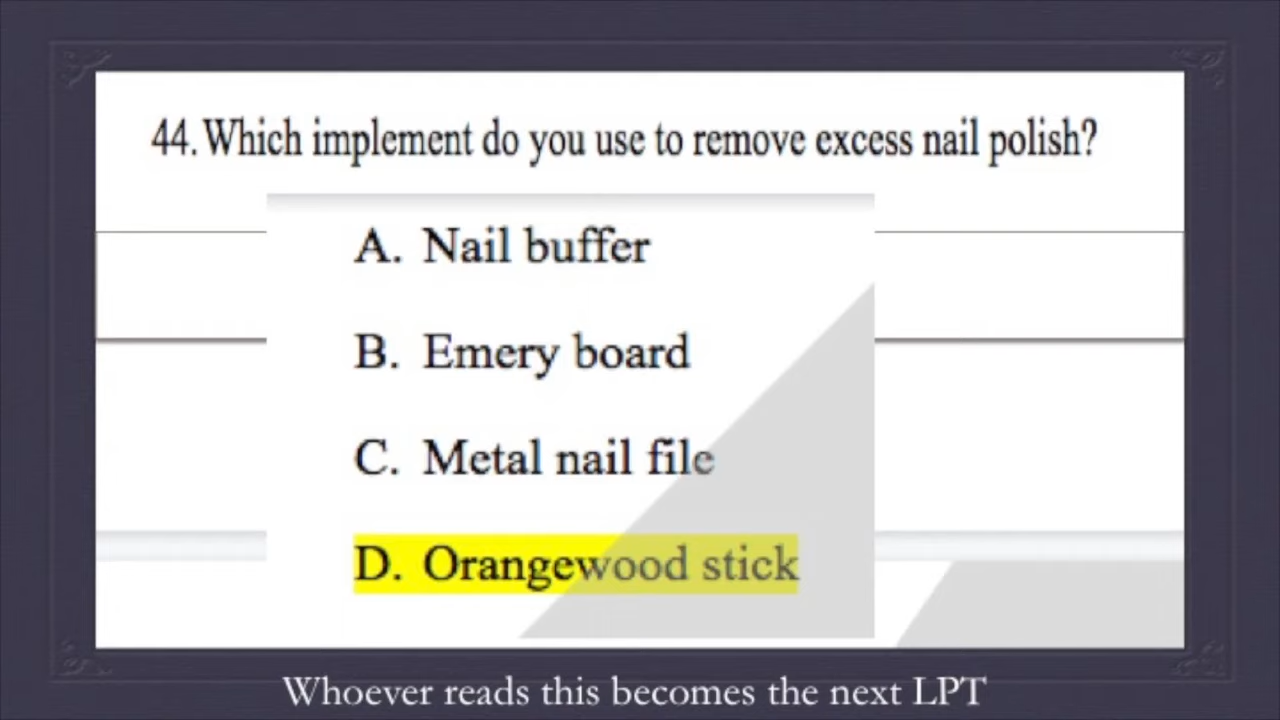 44. Which implement do you use to remove excess nail polish?
A. Nail buffer
B. Emery board
C. Metal nail file
D. Orangewood stick
Whoever reads this becomes the next LPT